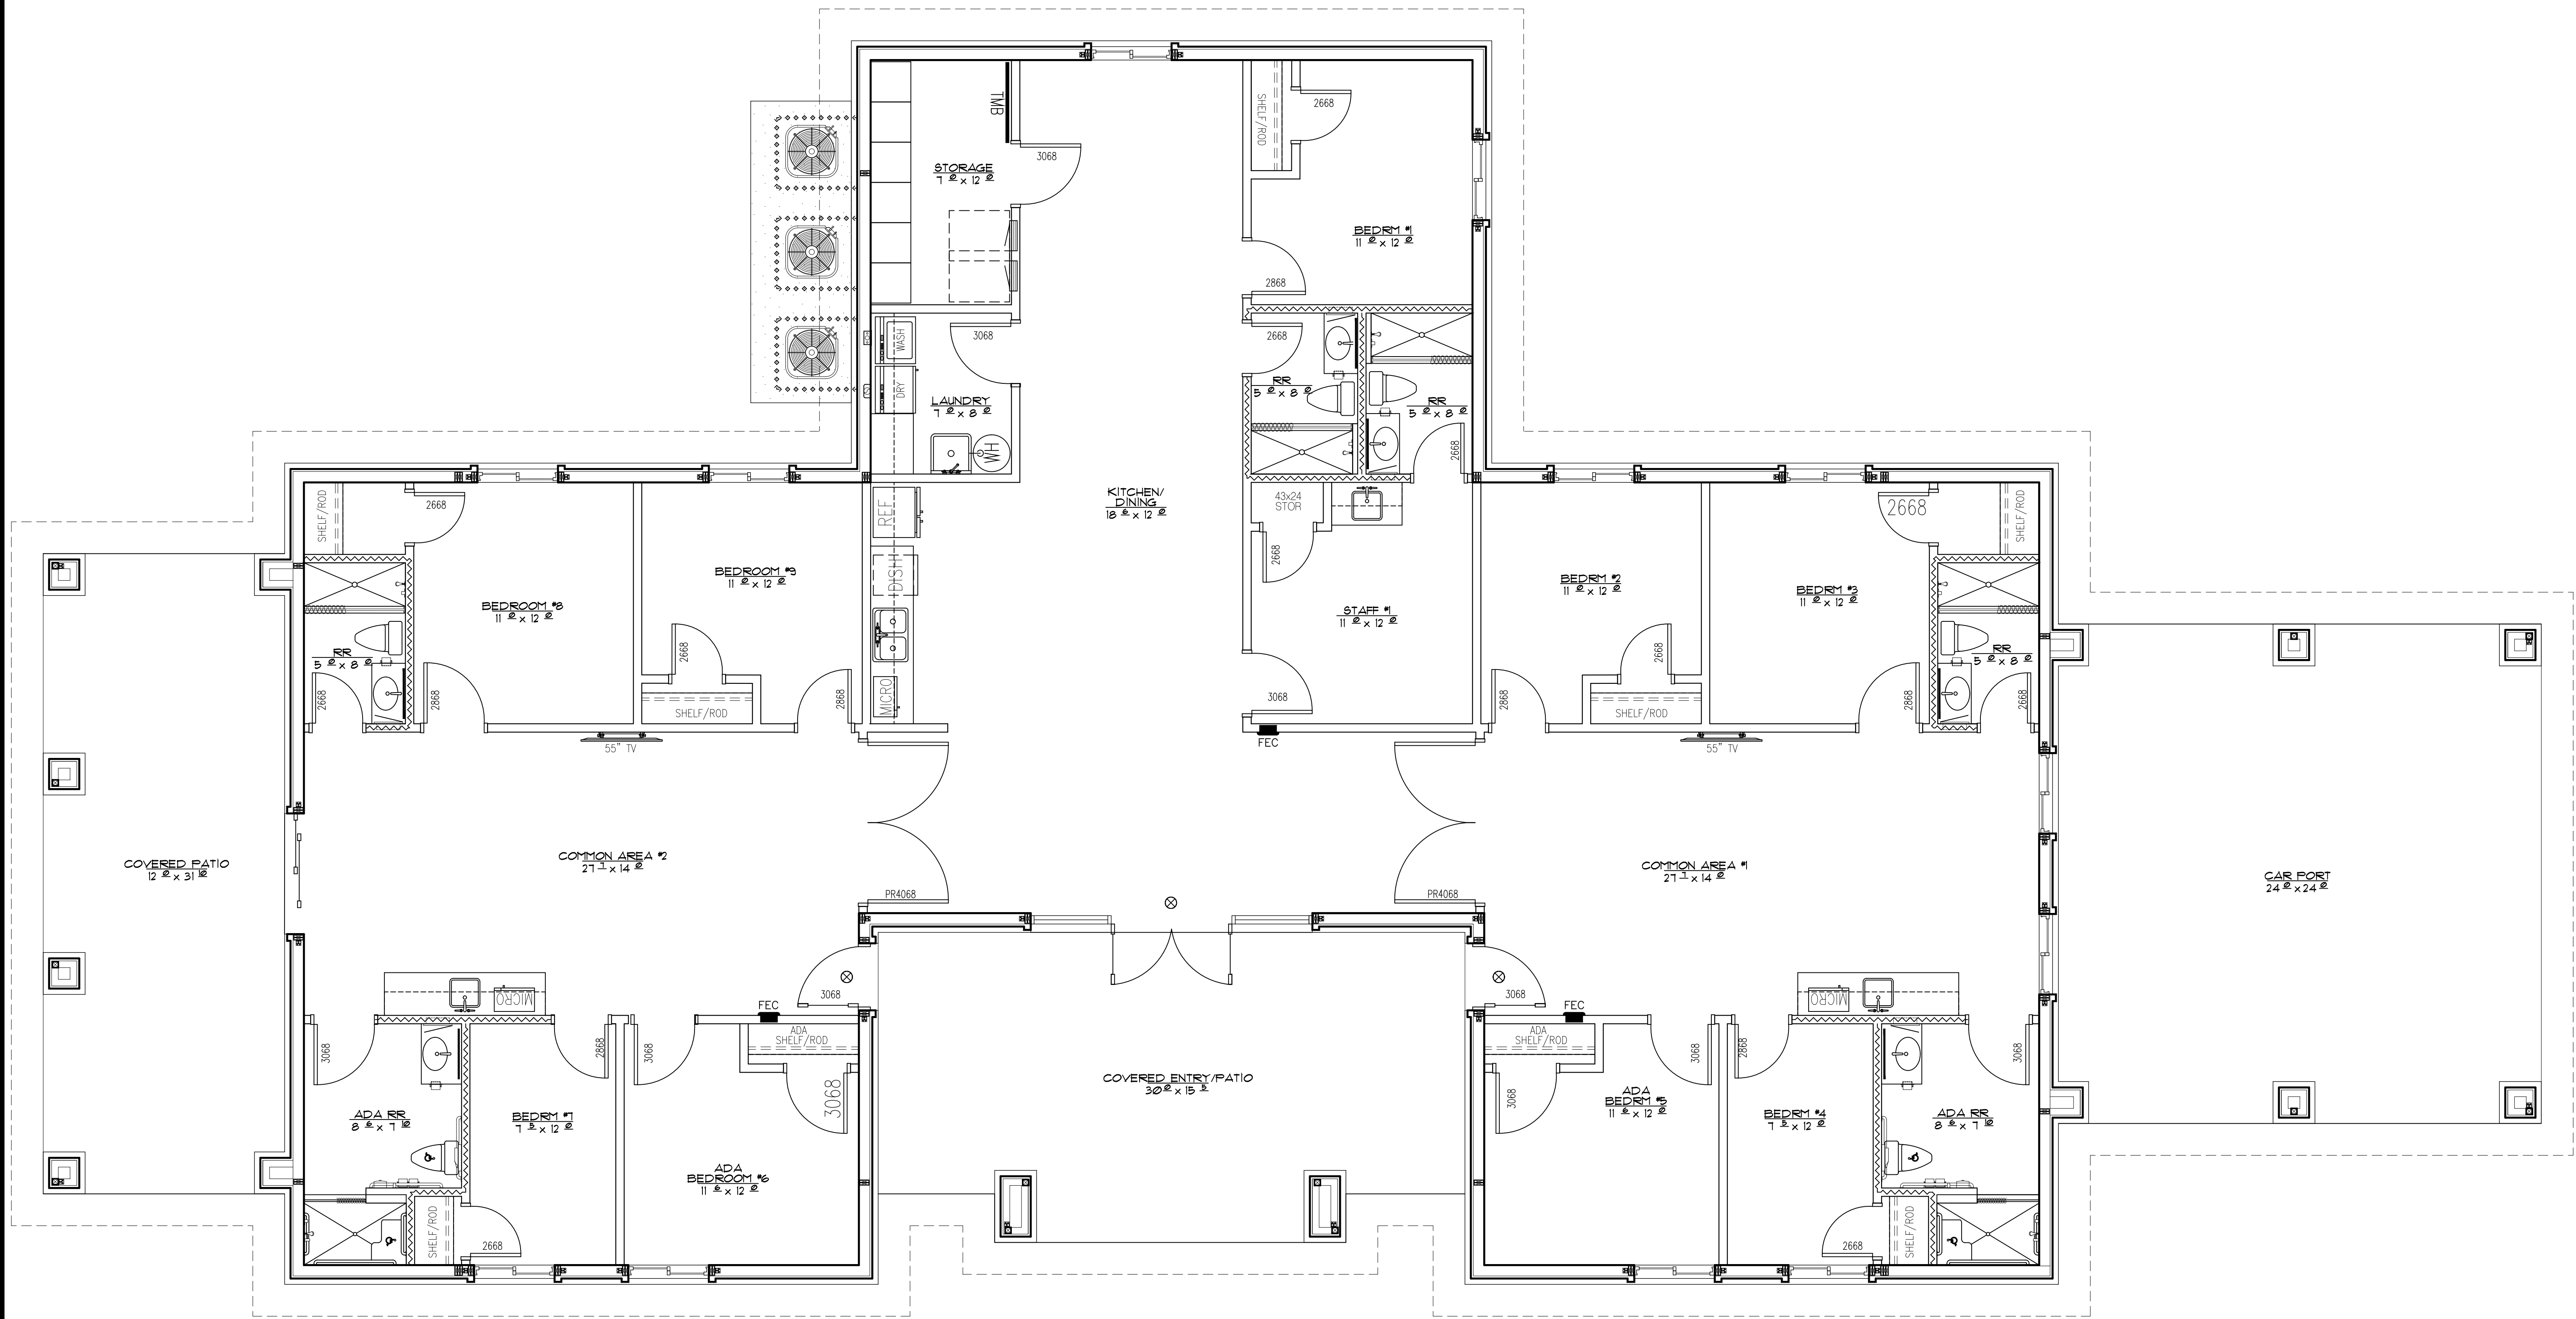 TMB
STORAGE
7 0 x 12 0
3068
SHELF/ROD
2668
BEDRM #1
11 0 x 12 0
2868
WASH
DRY
3068
LAUNDRY
7 0 x 8 0
HW
2668
RR
5 0 x 8 0
RR
5 0 x 8 0
2668
SHELF/ROD
2668
BEDROOM #8
11 0 x 12 0
BEDROOM #9
11 0 x 12 0
RR
5 0 x 8 0
2668
2868
2668
SHELF/ROD
2868
REF
DISH
MICRO
KITCHEN/
DINING
18 6 x 12 0
43x24
STOR
2668
STAFF #1
11 0 x 12 0
3068
FEC
BEDRM #2
11 0 x 12 0
2868
2668
SHELF/ROD
BEDRM #3
11 0 x 12 0
2668
SHELF/ROD
2868
RR
5 0 x 8 0
2668
55" TV
55" TV
COVERED PATIO
12 0 x 31 10
COMMON AREA #2
27 7 x 14 0
PR4068
PR4068
COMMON AREA #1
27 7 x 14 0
CAR PORT
24 0 x 24 0
MICRO
FEC
3068
3068
FEC
MICRO
3068
ADA RR
8 6 x 7 10
2868
BEDRM #7
7 5 x 12 0
SHELF/ROD
2668
3068
ADA
SHELF/ROD
3068
ADA
BEDROOM #6
11 6 x 12 0
COVERED ENTRY/PATIO
30 0 x 15 5
ADA
SHELF/ROD
3068
ADA
BEDRM #5
11 6 x 12 0
3068
2868
BEDRM #4
7 5 x 12 0
2668
SHELF/ROD
ADA RR
8 6 x 7 10
3068